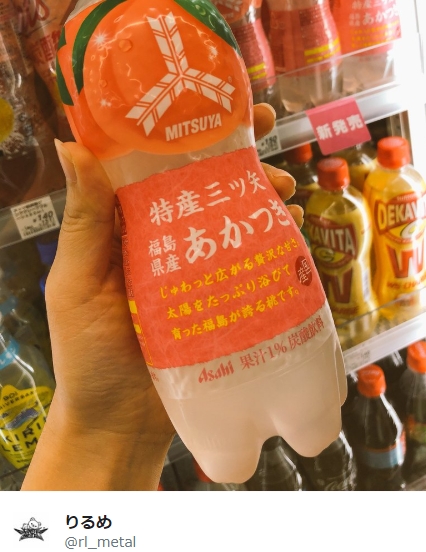 MITSUYA
新発売
特産三ツ矢
福島
県産
あかつき
じゅわっと広がる贅沢な甘さ
太陽をたっぷり浴びて
育った福島が誇る桃です。
Asahi 果汁1% 炭酸飲料
DEKAVITA
りるめ
@rl_metal